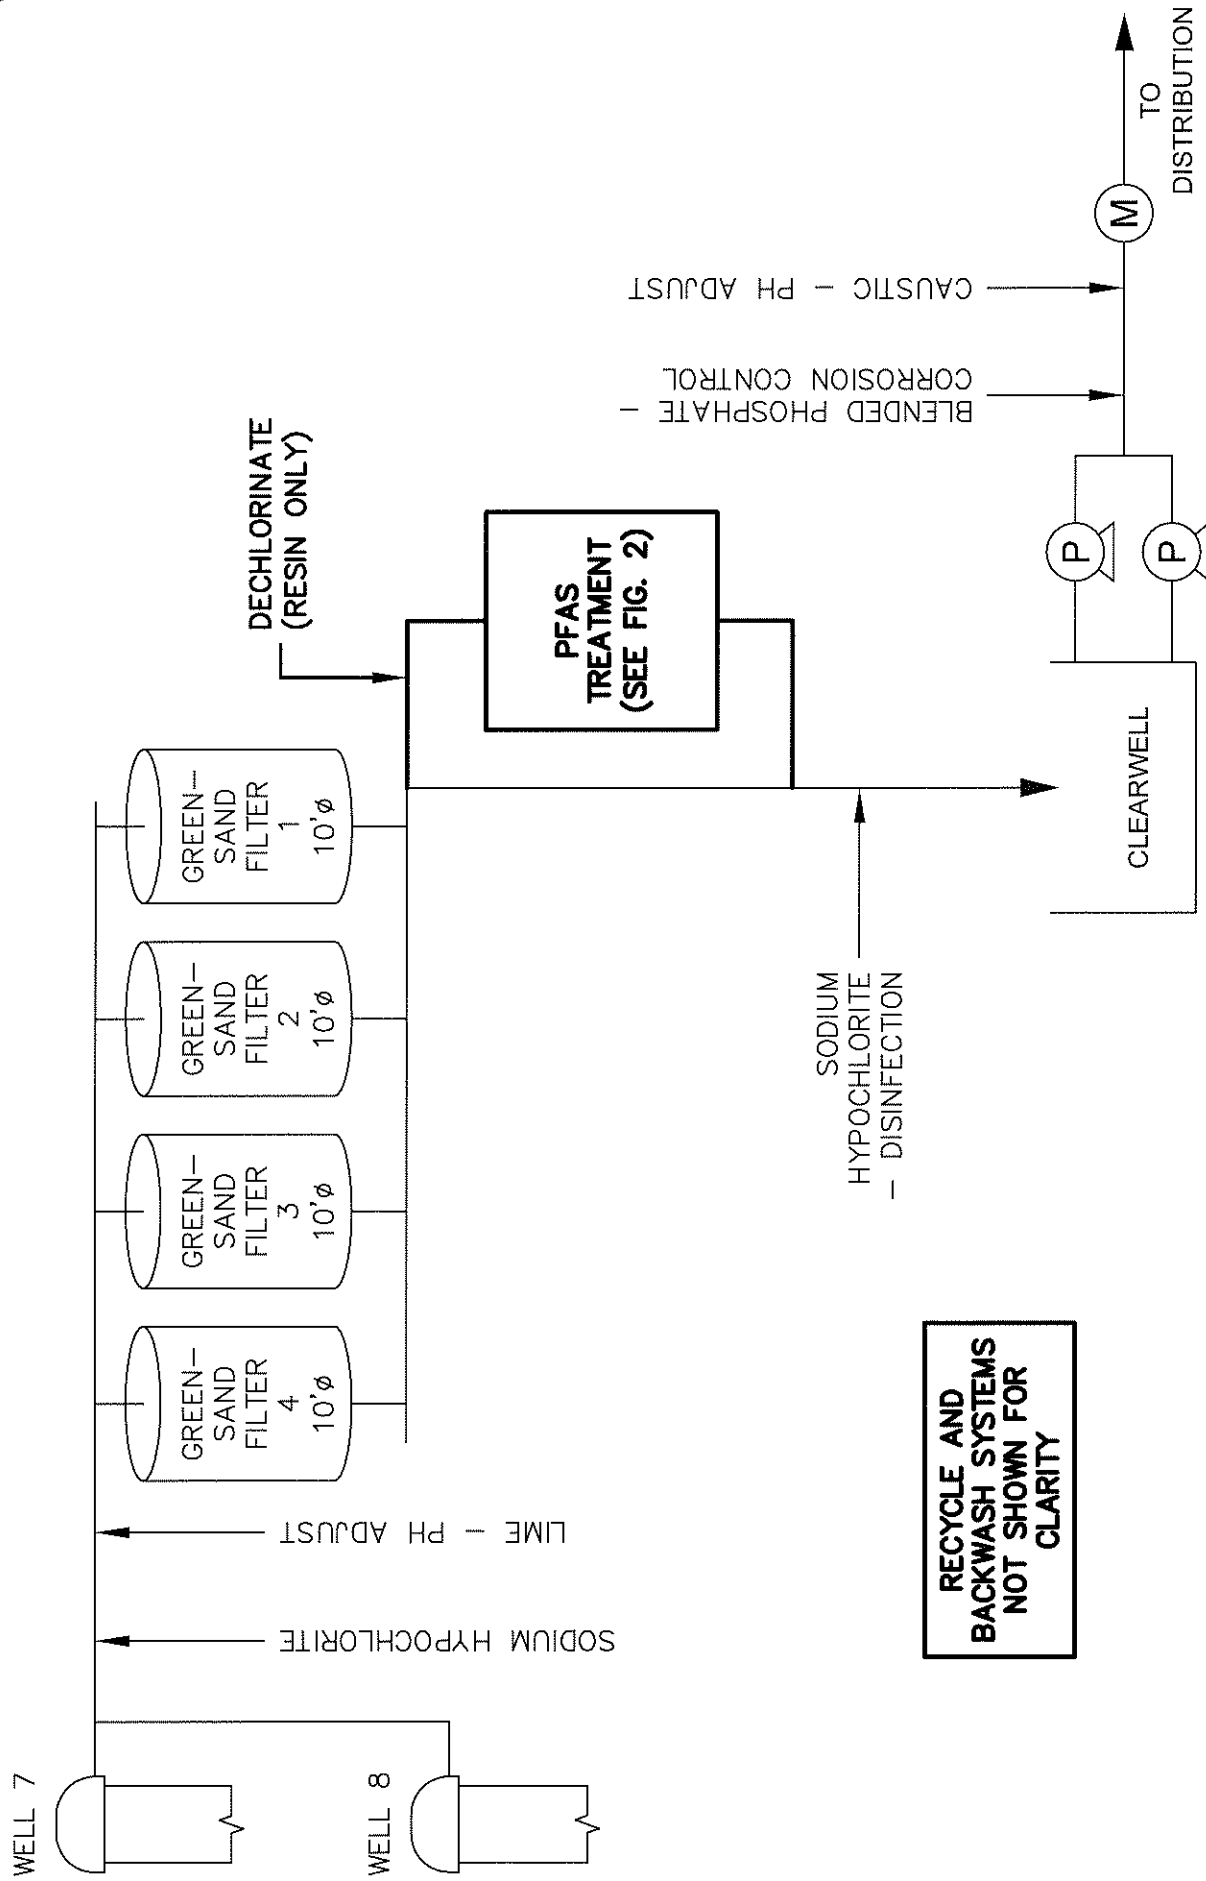 WELL 7
WELL 8
SODIUM HYPOCHLORITE
LIME – PH ADJUST
GREEN–
SAND
FILTER
4
10'ø
GREEN–
SAND
FILTER
3
10'ø
GREEN–
SAND
FILTER
2
10'ø
GREEN–
SAND
FILTER
1
10'ø
DECHLORINATE
(RESIN ONLY)
PFAS
TREATMENT
(SEE FIG. 2)
SODIUM
HYPOCHLORITE
– DISINFECTION
CLEARWELL
P
P
BLENDED PHOSPHATE –
CORROSION CONTROL
CAUSTIC – PH ADJUST
M
TO
DISTRIBUTION
RECYCLE AND
BACKWASH SYSTEMS
NOT SHOWN FOR
CLARITY